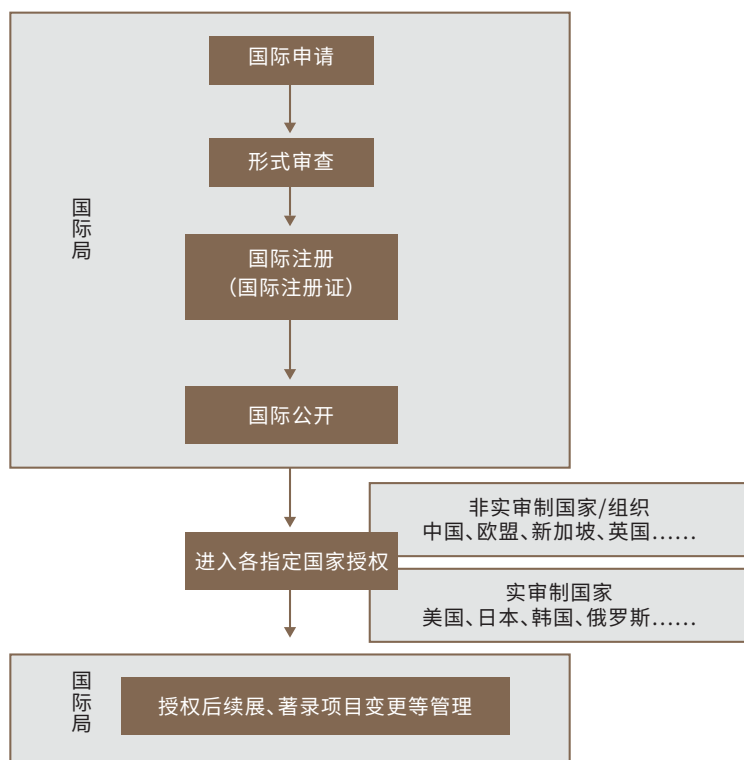 国际申请
形式审查
国际局
国际注册
（国际注册证）
国际公开
非实审制国家/组织
中国、欧盟、新加坡、英国……
进入各指定国家授权
实审制国家
美国、日本、韩国、俄罗斯……
国际局
授权后续展、著录项目变更等管理